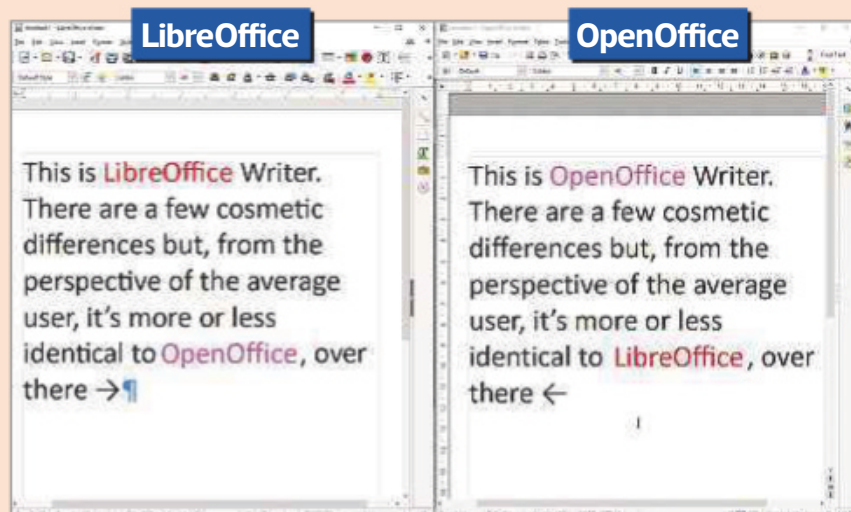 LibreOffice
This is LibreOffice Writer.
There are a few cosmetic
differences but, from the
perspective of the average
user, it's more or less
identical to OpenOffice, over
there →¶
OpenOffice
This is OpenOffice Writer.
There are a few cosmetic
differences but, from the
perspective of the average
user, it's more or less
identical to LibreOffice, over
there ←